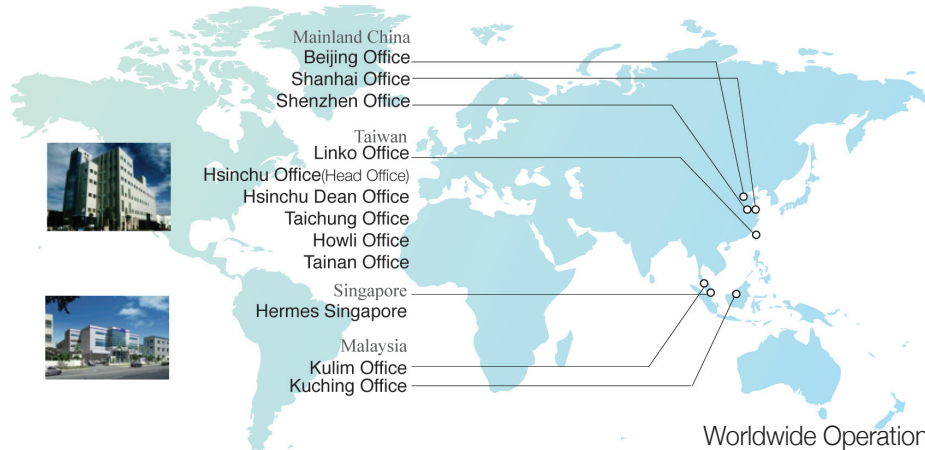 Mainland China
Beijing Office
Shanhai Office
Shenzhen Office
Taiwan
Linko Office
Hsinchu Office(Head Office)
Hsinchu Dean Office
Taichung Office
Howli Office
Tainan Office
Singapore
Hermes Singapore
Malaysia
Kulim Office
Kuching Office
Worldwide Operation